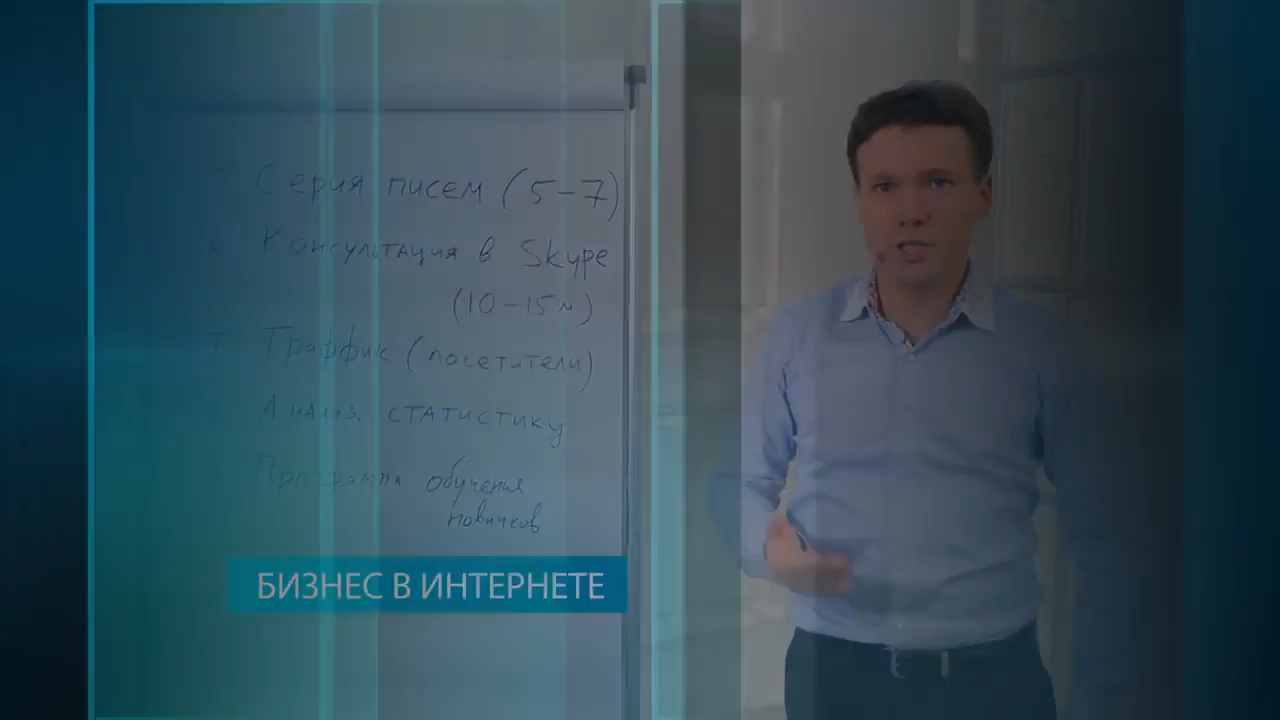 Серия писем (5-7)
Консультация в Skype
(10-15м)
Траффик (посетители)
Анализ. статистику
Программа обучения
новичков
БИЗНЕС В ИНТЕРНЕТЕ